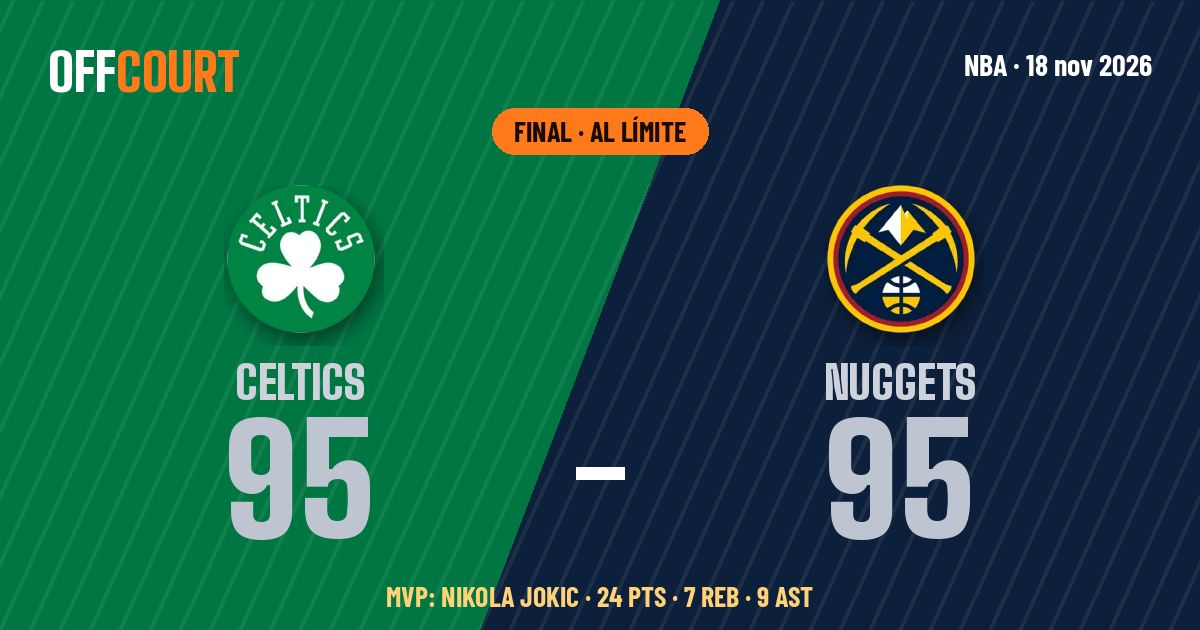 OFFCOURT
NBA · 18 nov 2026
FINAL · AL LÍMITE
CELTICS
CELTICS
95
–
NUGGETS
95
MVP: NIKOLA JOKIC · 24 PTS · 7 REB · 9 AST